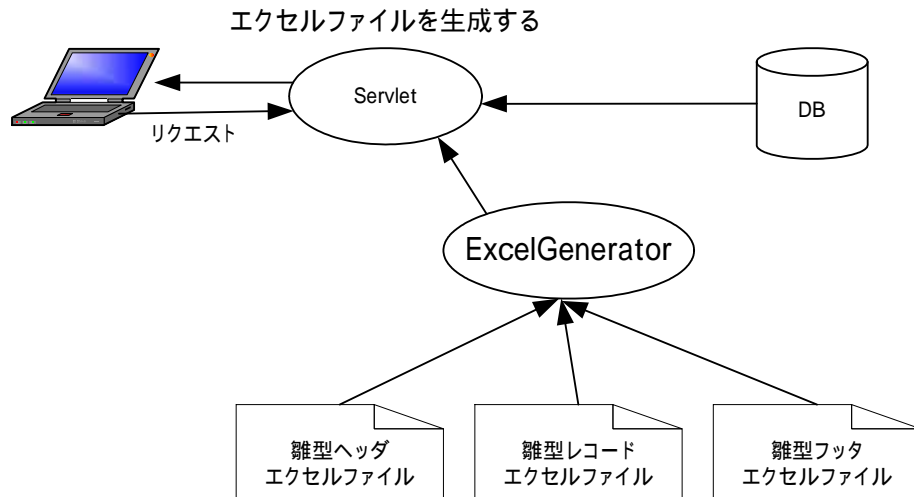 エクセルファイルを生成する
Servlet
DB
リクエスト
ExcelGenerator
雛型ヘッダ
エクセルファイル
雛型レコード
エクセルファイル
雛型フッタ
エクセルファイル